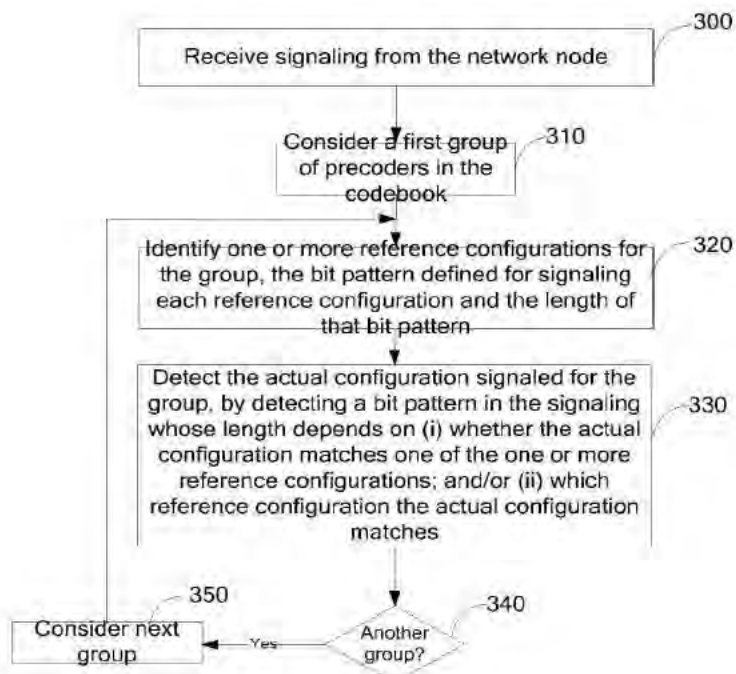 300
Receive signaling from the network node
310
Consider a first group
of precoders in the
codebook
320
Identify one or more reference configurations for
the group, the bit pattern defined for signaling
each reference configuration and the length of
that bit pattern
330
Detect the actual configuration signaled for the
group, by detecting a bit pattern in the signaling
whose length depends on (i) whether the actual
configuration matches one of the one or more
reference configurations; and/or (ii) which
reference configuration the actual configuration
matches
340
Another
group?
Yes
350
Consider next
group